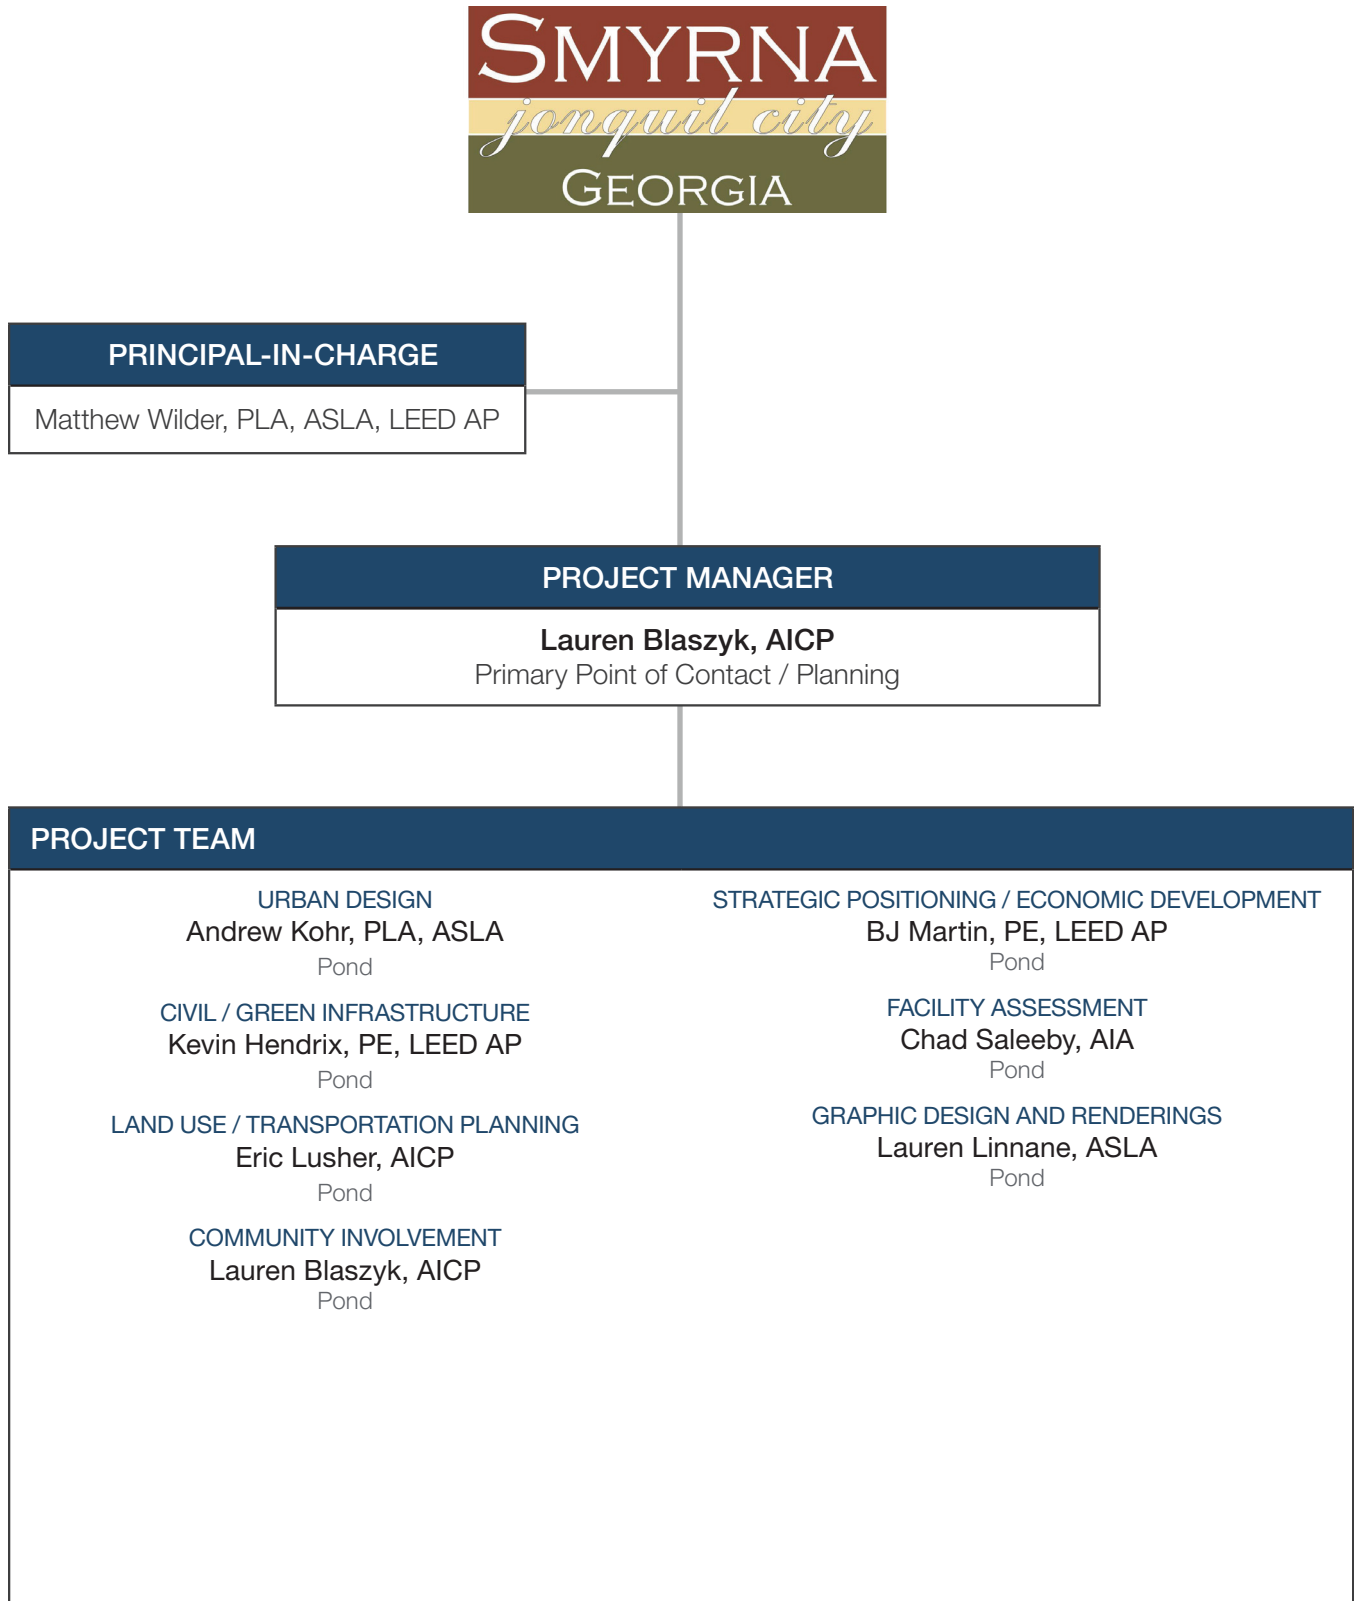 SMYRNA
jonquil city
GEORGIA
PRINCIPAL-IN-CHARGE
Matthew Wilder, PLA, ASLA, LEED AP
PROJECT MANAGER
Lauren Blaszyk, AICP
Primary Point of Contact / Planning
PROJECT TEAM
URBAN DESIGN
Andrew Kohr, PLA, ASLA
Pond
CIVIL / GREEN INFRASTRUCTURE
Kevin Hendrix, PE, LEED AP
Pond
LAND USE / TRANSPORTATION PLANNING
Eric Lusher, AICP
Pond
COMMUNITY INVOLVEMENT
Lauren Blaszyk, AICP
Pond
STRATEGIC POSITIONING / ECONOMIC DEVELOPMENT
BJ Martin, PE, LEED AP
Pond
FACILITY ASSESSMENT
Chad Saleeby, AIA
Pond
GRAPHIC DESIGN AND RENDERINGS
Lauren Linnane, ASLA
Pond